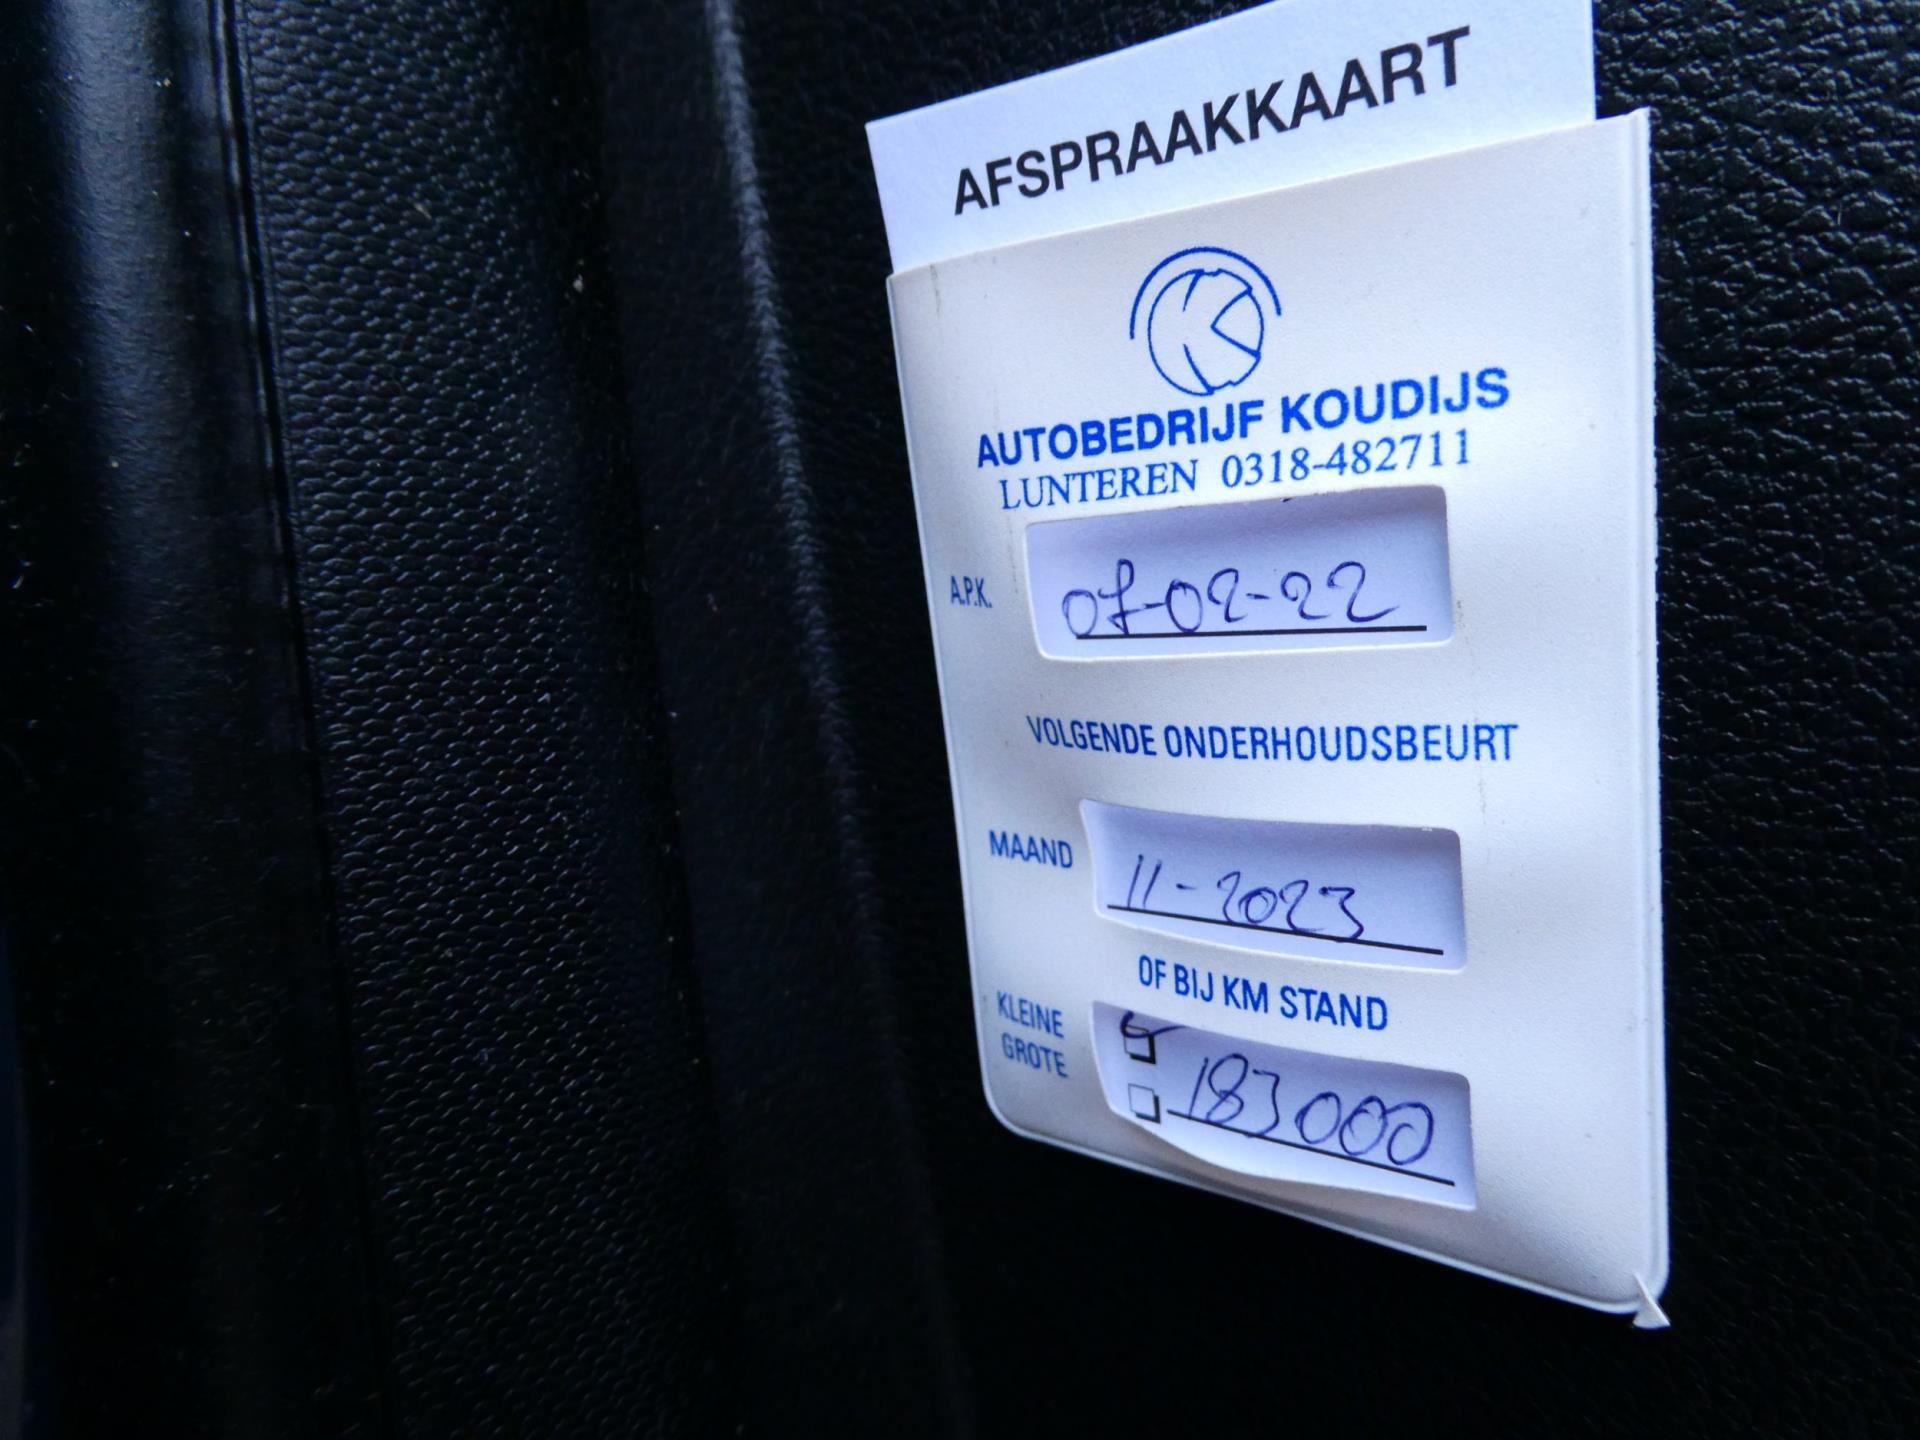 AFSPRAAKKAART
AUTOBEDRIJF KOUDIJS
LUNTEREN 0318-482711
A.P.K. 07-02-22
VOLGENDE ONDERHOUDSBEURT
MAAND 11-2023
OF BIJ KM STAND
KLEINE
GROTE 183000